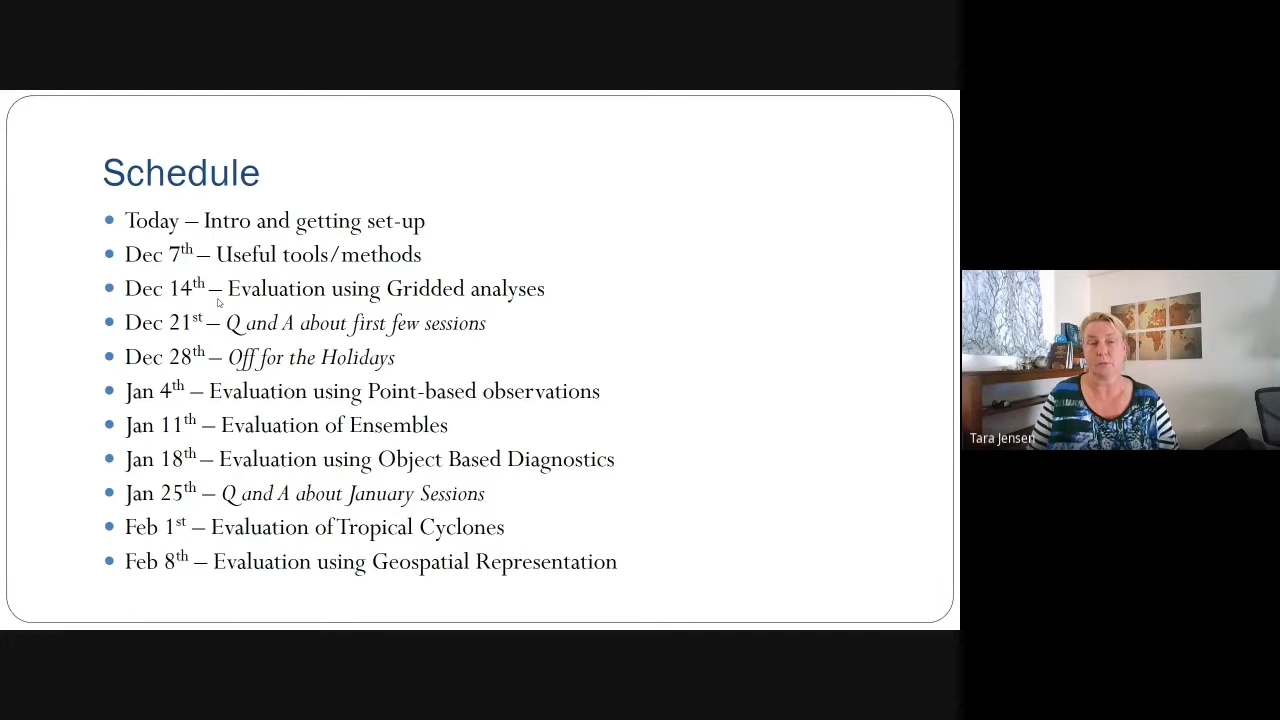 Schedule
Today – Intro and getting set-up
Dec 7th – Useful tools/methods
Dec 14th – Evaluation using Gridded analyses
Dec 21st – Q and A about first few sessions
Dec 28th – Off for the Holidays
Jan 4th – Evaluation using Point-based observations
Jan 11th – Evaluation of Ensembles
Jan 18th – Evaluation using Object Based Diagnostics
Jan 25th – Q and A about January Sessions
Feb 1st – Evaluation of Tropical Cyclones
Feb 8th – Evaluation using Geospatial Representation
Tara Jensen